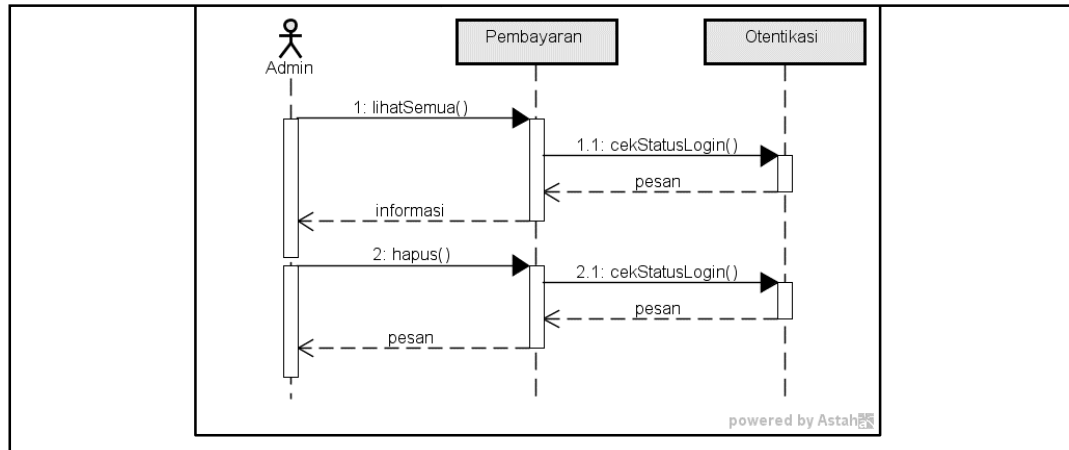 Pembayaran
Otentikasi
Admin
1: lihatSemua()
1.1: cekStatusLogin()
pesan
informasi
2: hapus()
2.1: cekStatusLogin()
pesan
pesan
powered by Astah